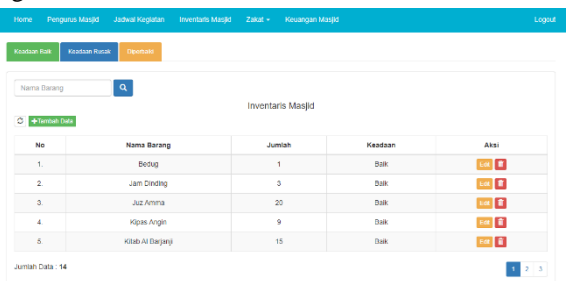 Home Pengurus Masjid Jadwal Kegiatan Inventaris Masjid Zakat Keuangan Masjid Logout
Keadaan Baik Keadaan Rusak Diperbaiki
Nama Barang
Inventaris Masjid
+Tambah Data
No Nama Barang Jumlah Keadaan Aksi
1. Bedug 1 Baik Edit
2. Jam Dinding 3 Baik Edit
3. Juz Amma 20 Baik Edit
4. Kipas Angin 9 Baik Edit
5. Kitab Al Barjanji 15 Baik Edit
Jumlah Data : 14 1 2 3